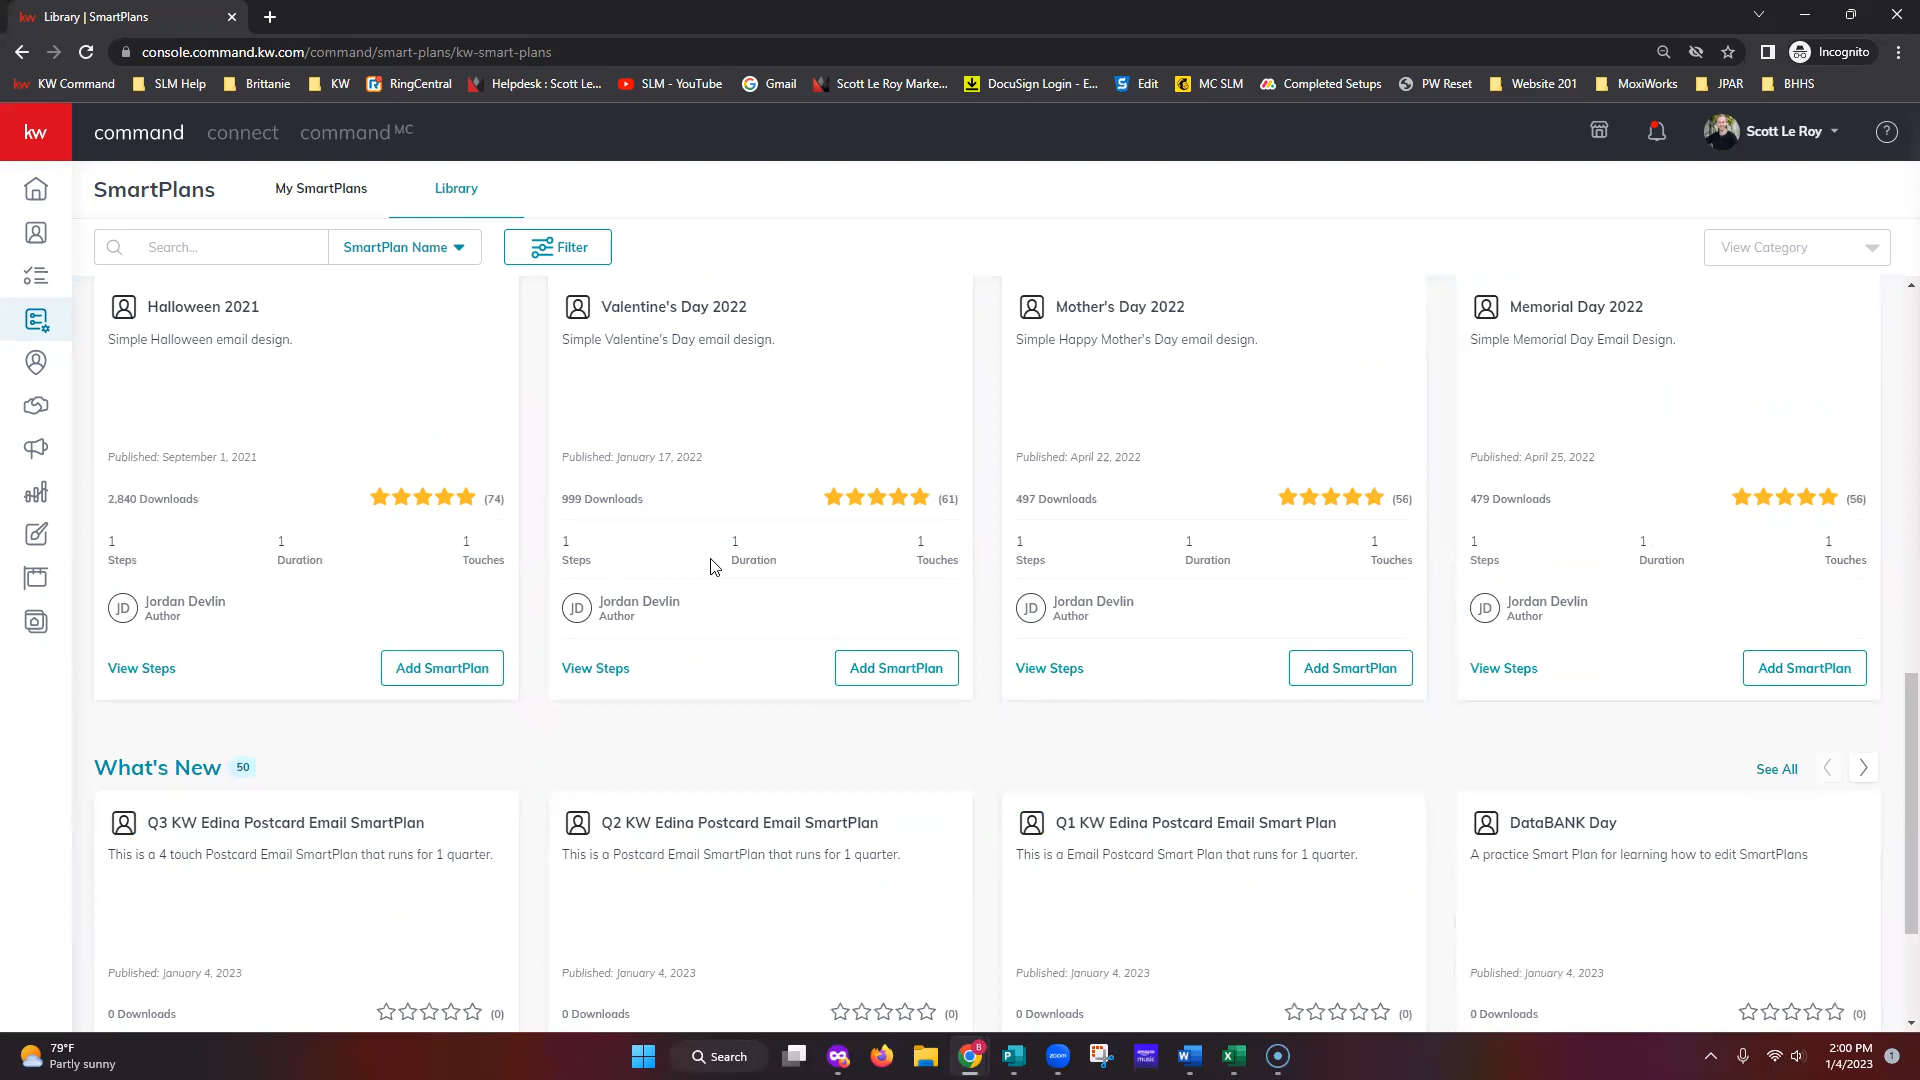 kw Library | SmartPlans
console.command.kw.com/command/smart-plans/kw-smart-plans
Incognito
kw KW Command SLM Help Brittanie KW RingCentral Helpdesk : Scott Le... SLM - YouTube Gmail Scott Le Roy Marke... DocuSign Login - E... Edit MC SLM Completed Setups PW Reset Website 201 MoxiWorks JPAR BHHS
kw command connect command MC Scott Le Roy ?
SmartPlans My SmartPlans Library
Search... SmartPlan Name Filter View Category
Halloween 2021 Valentine's Day 2022 Mother's Day 2022 Memorial Day 2022
Simple Halloween email design. Simple Valentine's Day email design. Simple Happy Mother's Day email design. Simple Memorial Day Email Design.
Published: September 1, 2021 Published: January 17, 2022 Published: April 22, 2022 Published: April 25, 2022
2,840 Downloads (74) 999 Downloads (61) 497 Downloads (56) 479 Downloads (56)
1 1 1 1 1 1 1 1 1 1 1 1
Steps Duration Touches Steps Duration Touches Steps Duration Touches Steps Duration Touches
JD Jordan Devlin JD Jordan Devlin JD Jordan Devlin JD Jordan Devlin
Author Author Author Author
View Steps Add SmartPlan View Steps Add SmartPlan View Steps Add SmartPlan View Steps Add SmartPlan
What's New 50 See All
Q3 KW Edina Postcard Email SmartPlan Q2 KW Edina Postcard Email SmartPlan Q1 KW Edina Postcard Email Smart Plan DataBANK Day
This is a 4 touch Postcard Email SmartPlan that runs for 1 quarter. This is a Postcard Email SmartPlan that runs for 1 quarter. This is a Email Postcard Smart Plan that runs for 1 quarter. A practice Smart Plan for learning how to edit SmartPlans
Published: January 4, 2023 Published: January 4, 2023 Published: January 4, 2023 Published: January 4, 2023
0 Downloads (0) 0 Downloads (0) 0 Downloads (0) 0 Downloads (0)
79°F
Partly sunny
Search
zoom
2:00 PM
1/4/2023
1